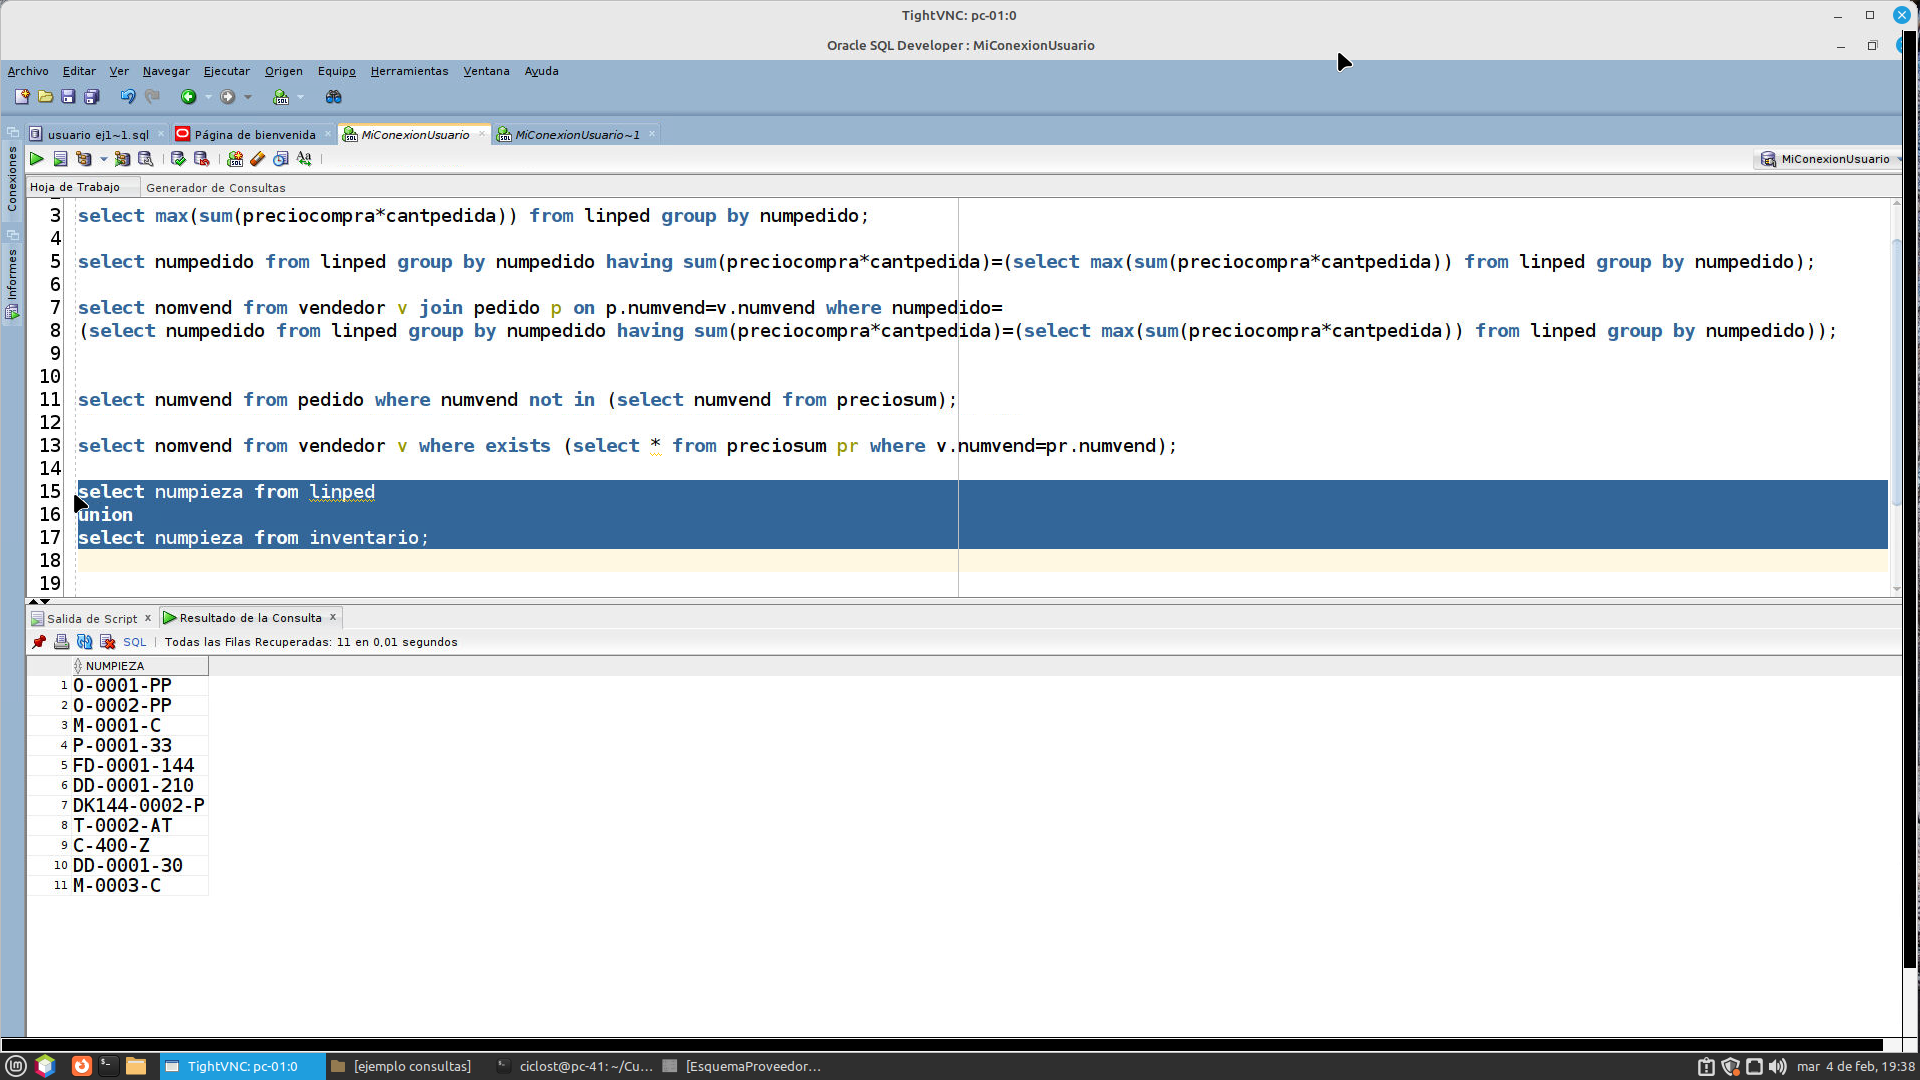 TightVNC: pc-01:0
Oracle SQL Developer : MiConexionUsuario
Archivo Editar Ver Navegar Ejecutar Origen Equipo Herramientas Ventana Ayuda
usuario ej1~1.sql Página de bienvenida MiConexionUsuario MiConexionUsuario~1
MiConexionUsuario
Conexiones
Informes
Hoja de Trabajo Generador de Consultas
3 select max(sum(preciocompra*cantpedida)) from linped group by numpedido;
4
5 select numpedido from linped group by numpedido having sum(preciocompra*cantpedida)=(select max(sum(preciocompra*cantpedida)) from linped group by numpedido);
6
7 select nomvend from vendedor v join pedido p on p.numvend=v.numvend where numpedido=
8 (select numpedido from linped group by numpedido having sum(preciocompra*cantpedida)=(select max(sum(preciocompra*cantpedida)) from linped group by numpedido));
9
10
11 select numvend from pedido where numvend not in (select numvend from preciosum);
12
13 select nomvend from vendedor v where exists (select * from preciosum pr where v.numvend=pr.numvend);
14
15 select numpieza from linped
16 union
17 select numpieza from inventario;
18
19
Salida de Script x Resultado de la Consulta x
SQL | Todas las Filas Recuperadas: 11 en 0,01 segundos
NUMPIEZA
1 O-0001-PP
2 O-0002-PP
3 M-0001-C
4 P-0001-33
5 FD-0001-144
6 DD-0001-210
7 DK144-0002-P
8 T-0002-AT
9 C-400-Z
10 DD-0001-30
11 M-0003-C
TightVNC: pc-01:0 [ejemplo consultas] ciclost@pc-41: ~/Cu... [EsquemaProveedor... mar 4 de feb, 19:38